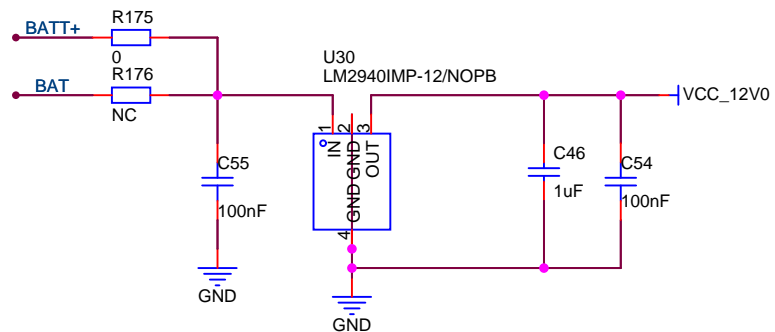 BATT+
R175
0
BAT
R176
NC
U30
LM2940IMP-12/NOPB
VCC_12V0
1
2
3
IN
GND
OUT
GND
4
C55
100nF
C46
1uF
C54
100nF
GND
GND